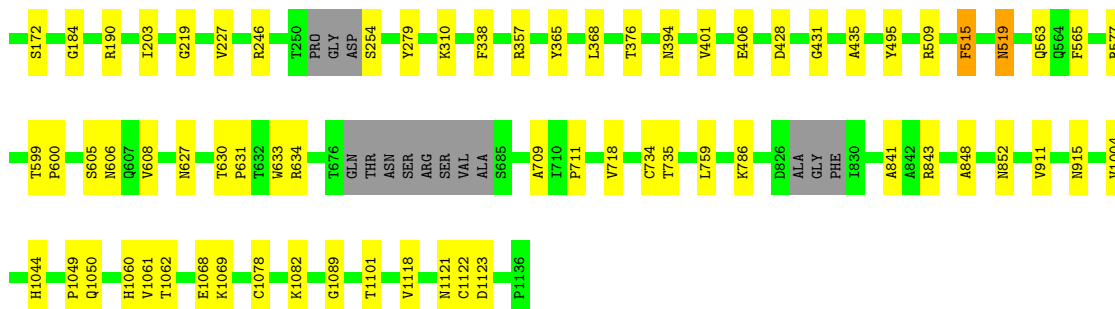 S172 G184 R190 I203 G219 V227 R246 T250 PRO GLY ASP S254 Y279 K310 F338 R357 Y365 L368 T376 N394 V401 E406 D428 G431 A435 Y495 R509 F515 N519 Q563 Q564 F565 R577
T599 P600 S605 N606 Q607 V608 N627 T630 P631 T632 W633 R634 T676 GLN THR ASN SER ARG SER VAL ALA S685 A709 I710 P711 V718 C734 T735 L759 K786 D826 ALA GLY PHE I830 A841 A842 R843 A848 N852 V911 N915
H1044 P1049 Q1050 H1060 V1061 T1062 E1068 K1069 C1078 K1082 G1089 T1101 V1118 N1121 C1122 D1123 P1136